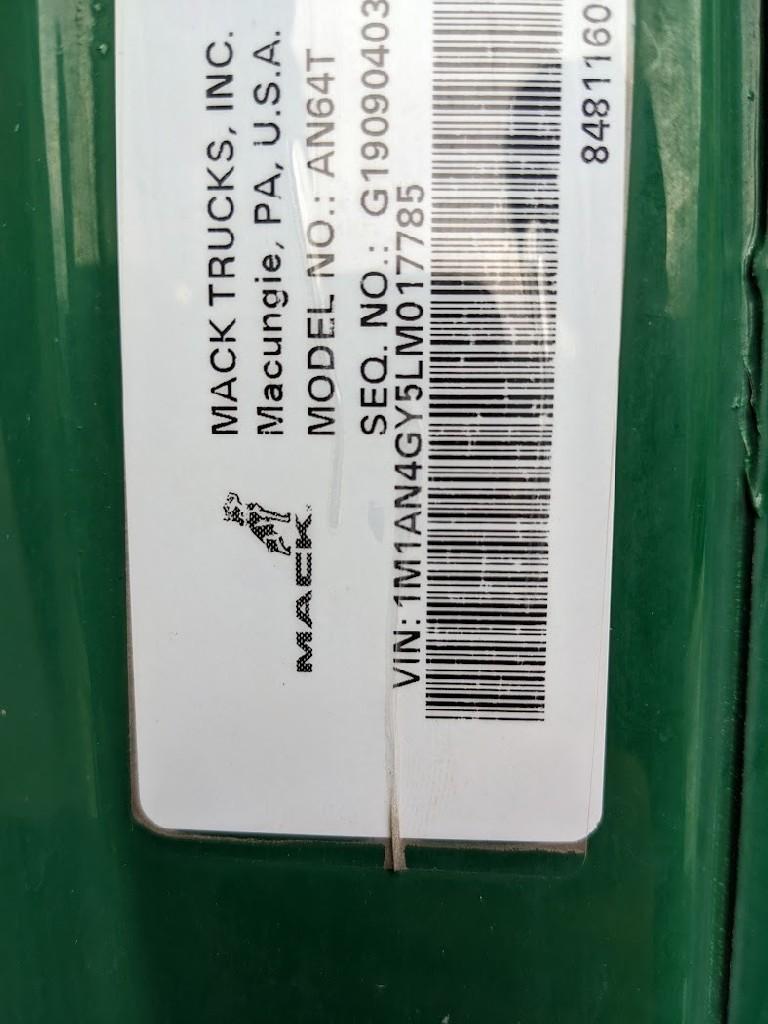 MACK TRUCKS, INC.
Macungie, PA, U.S.A.
MODEL NO.: AN64T
SEQ. NO.: G19090403
MACK
VIN: 1M1AN4GY5LM017785
8481160